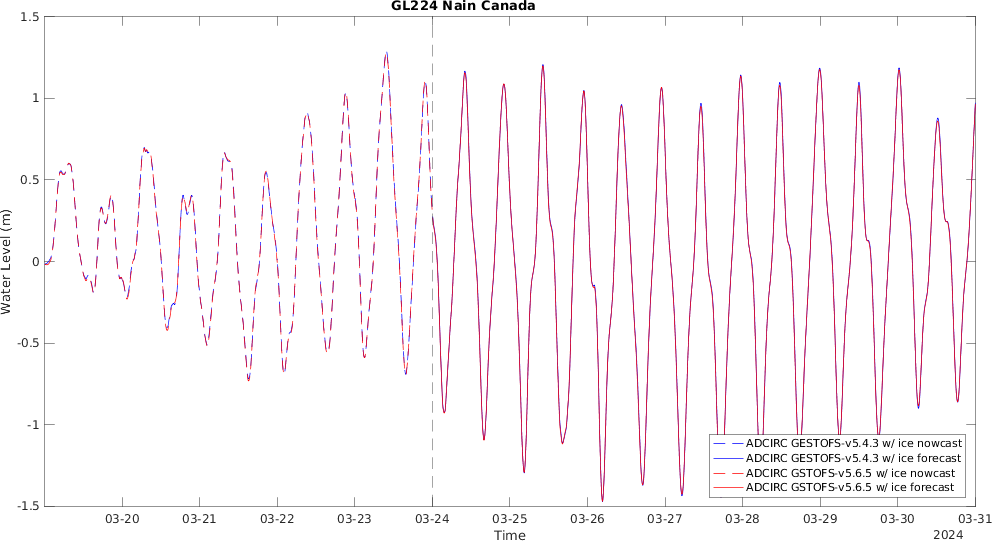 GL224 Nain Canada
Water Level (m)
1.5
1
0.5
0
-0.5
-1
-1.5
03-20
03-21
03-22
03-23
03-24
03-25
03-26
03-27
03-28
03-29
03-30
03-31
Time
2024
ADCIRC GESTOFS-v5.4.3 w/ ice nowcast
ADCIRC GESTOFS-v5.4.3 w/ ice forecast
ADCIRC GSTOFS-v5.6.5 w/ ice nowcast
ADCIRC GSTOFS-v5.6.5 w/ ice forecast